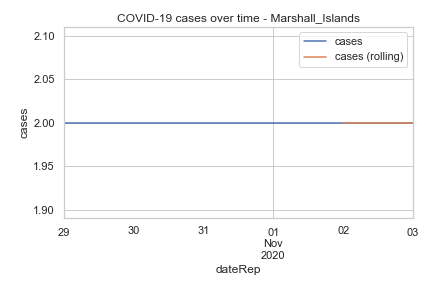 COVID-19 cases over time - Marshall_Islands
cases
cases (rolling)
2.10
2.05
2.00
1.95
1.90
cases
29
30
31
01
02
03
Nov
2020
dateRep